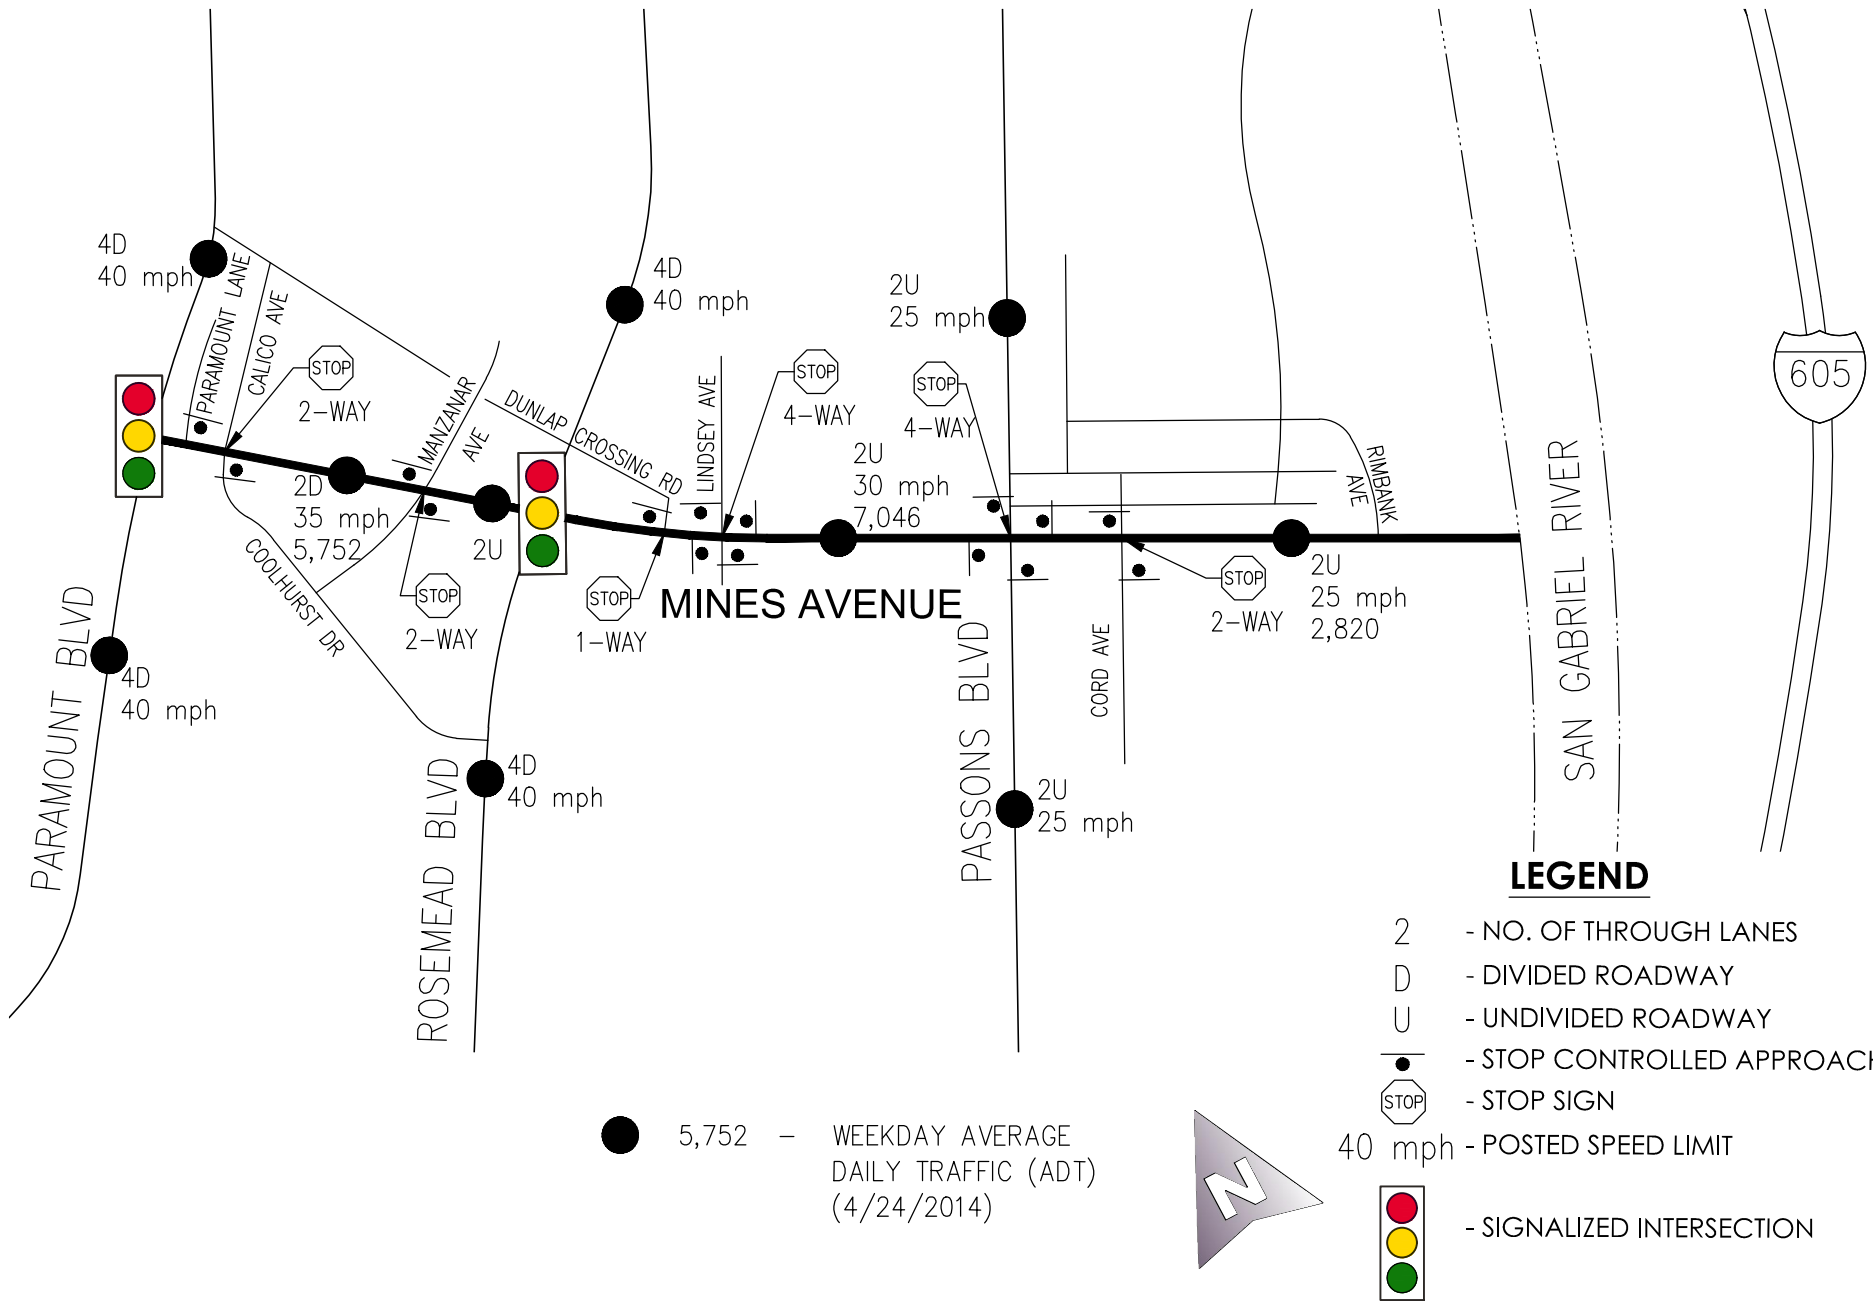 4D
40 mph
PARAMOUNT LANE
CALICO AVE
STOP
2-WAY
MANZANAR
AVE
DUNLAP CROSSING RD
4D
40 mph
LINDSEY AVE
STOP
4-WAY
2U
25 mph
STOP
4-WAY
2U
30 mph
7,046
RIMBANK
AVE
605
2D
35 mph
5,752
2U
COOLHURST DR
STOP
2-WAY
STOP
1-WAY
MINES AVENUE
STOP
2-WAY
2U
25 mph
2,820
SAN GABRIEL RIVER
CORD AVE
PARAMOUNT BLVD
4D
40 mph
ROSEMEAD BLVD
4D
40 mph
PASSONS BLVD
2U
25 mph
LEGEND
2 - NO. OF THROUGH LANES
D - DIVIDED ROADWAY
U - UNDIVIDED ROADWAY
- STOP CONTROLLED APPROACH
STOP - STOP SIGN
40 mph - POSTED SPEED LIMIT
- SIGNALIZED INTERSECTION
5,752 - WEEKDAY AVERAGE
DAILY TRAFFIC (ADT)
(4/24/2014)
N